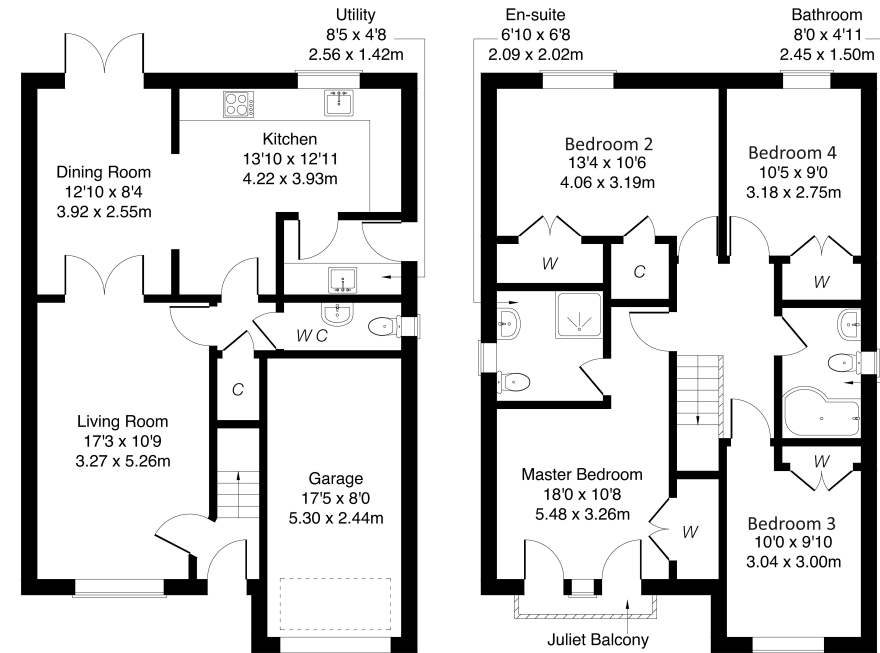 Utility
8'5 x 4'8
2.56 x 1.42m
En-suite
6'10 x 6'8
2.09 x 2.02m
Bathroom
8'0 x 4'11
2.45 x 1.50m
Kitchen
13'10 x 12'11
4.22 x 3.93m
Dining Room
12'10 x 8'4
3.92 x 2.55m
Bedroom 2
13'4 x 10'6
4.06 x 3.19m
Bedroom 4
10'5 x 9'0
3.18 x 2.75m
W
C
W
W C
C
Living Room
17'3 x 10'9
3.27 x 5.26m
Garage
17'5 x 8'0
5.30 x 2.44m
Master Bedroom
18'0 x 10'8
5.48 x 3.26m
W
W
Bedroom 3
10'0 x 9'10
3.04 x 3.00m
Juliet Balcony